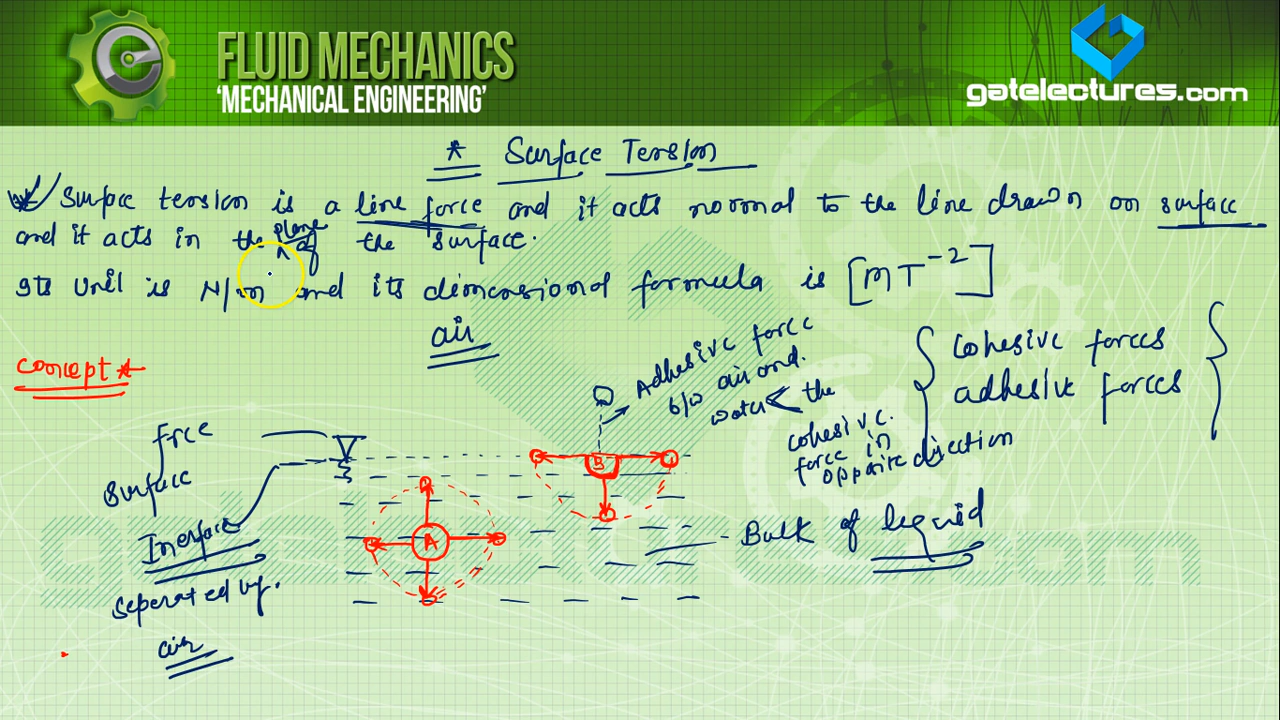 FLUID MECHANICS
'MECHANICAL ENGINEERING'
gatelectures.com
* Surface Tension
Surface tension is a line force and it acts normal to the line drawn on surface
and it acts in the plane of the surface.
Its Unit is N/m and its dimensional formula is [MT⁻²]
air
concept *
Adhesive force
b/w air and
water < the
cohesive
force in
opposite direction
cohesive forces
adhesive forces
free
surface
Inerface
seperated by.
air
A
B
Bulk of liquid